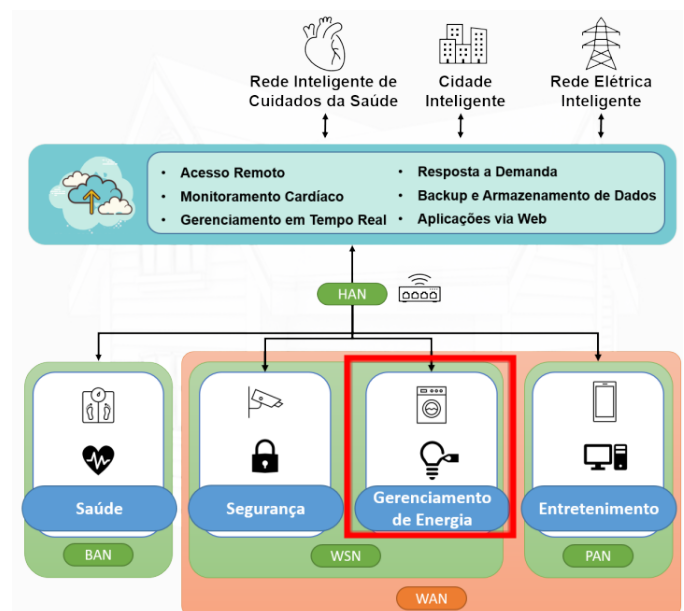 Rede Inteligente de
Cuidados da Saúde
Cidade
Inteligente
Rede Elétrica
Inteligente
• Acesso Remoto
• Monitoramento Cardíaco
• Gerenciamento em Tempo Real
• Resposta a Demanda
• Backup e Armazenamento de Dados
• Aplicações via Web
HAN
Saúde
Segurança
Gerenciamento
de Energia
Entretenimento
BAN
WSN
PAN
WAN